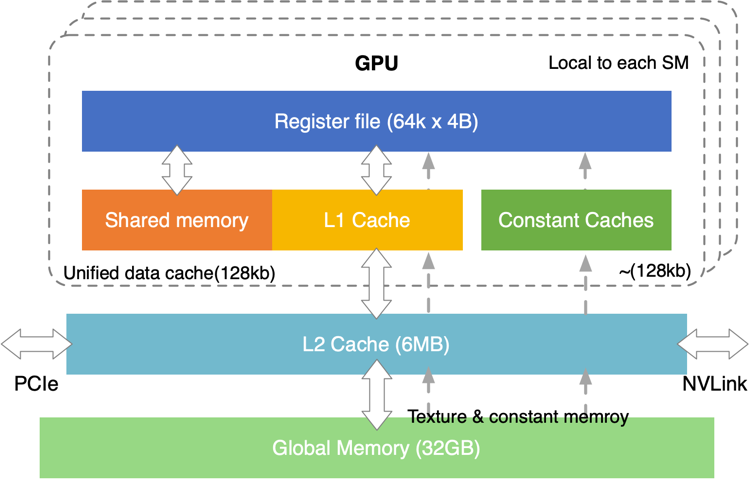 GPU
Local to each SM
Register file (64k x 4B)
Shared memory
L1 Cache
Constant Caches
Unified data cache(128kb)
~(128kb)
L2 Cache (6MB)
PCIe
NVLink
Texture & constant memroy
Global Memory (32GB)